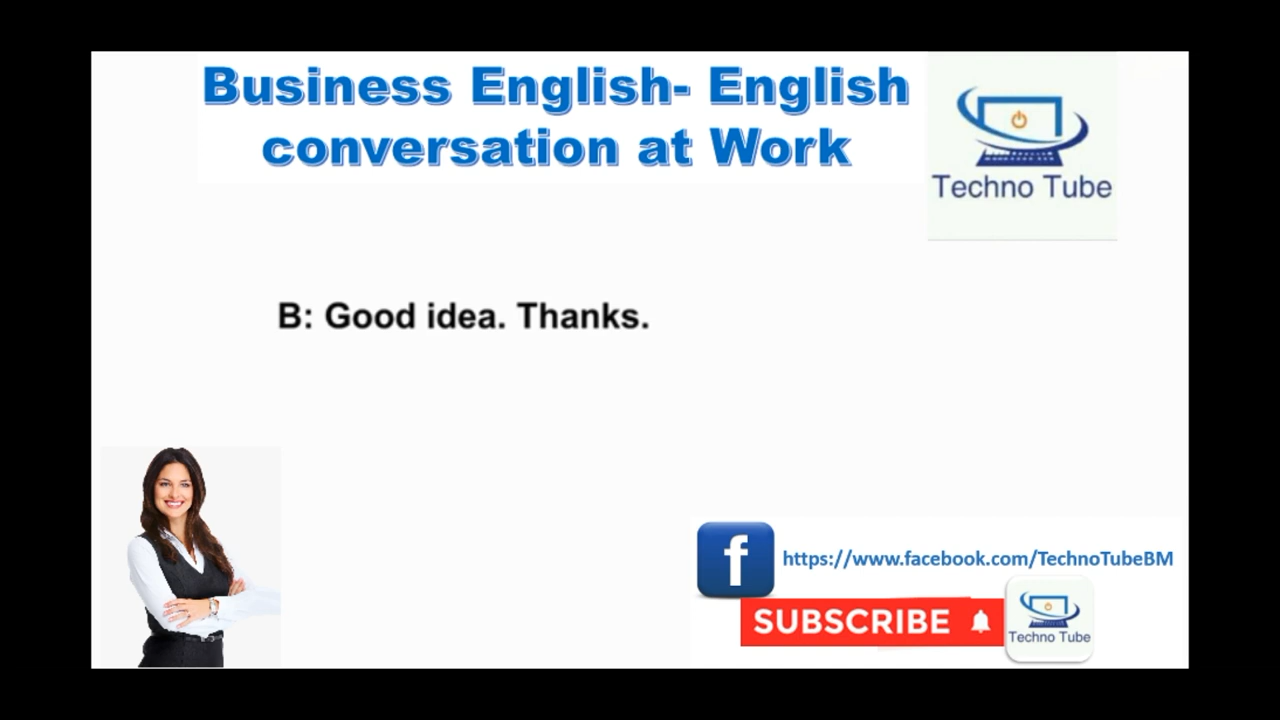 Business English- English
conversation at Work
Techno Tube
B: Good idea. Thanks.
f
https://www.facebook.com/TechnoTubeBM
SUBSCRIBE
Techno Tube